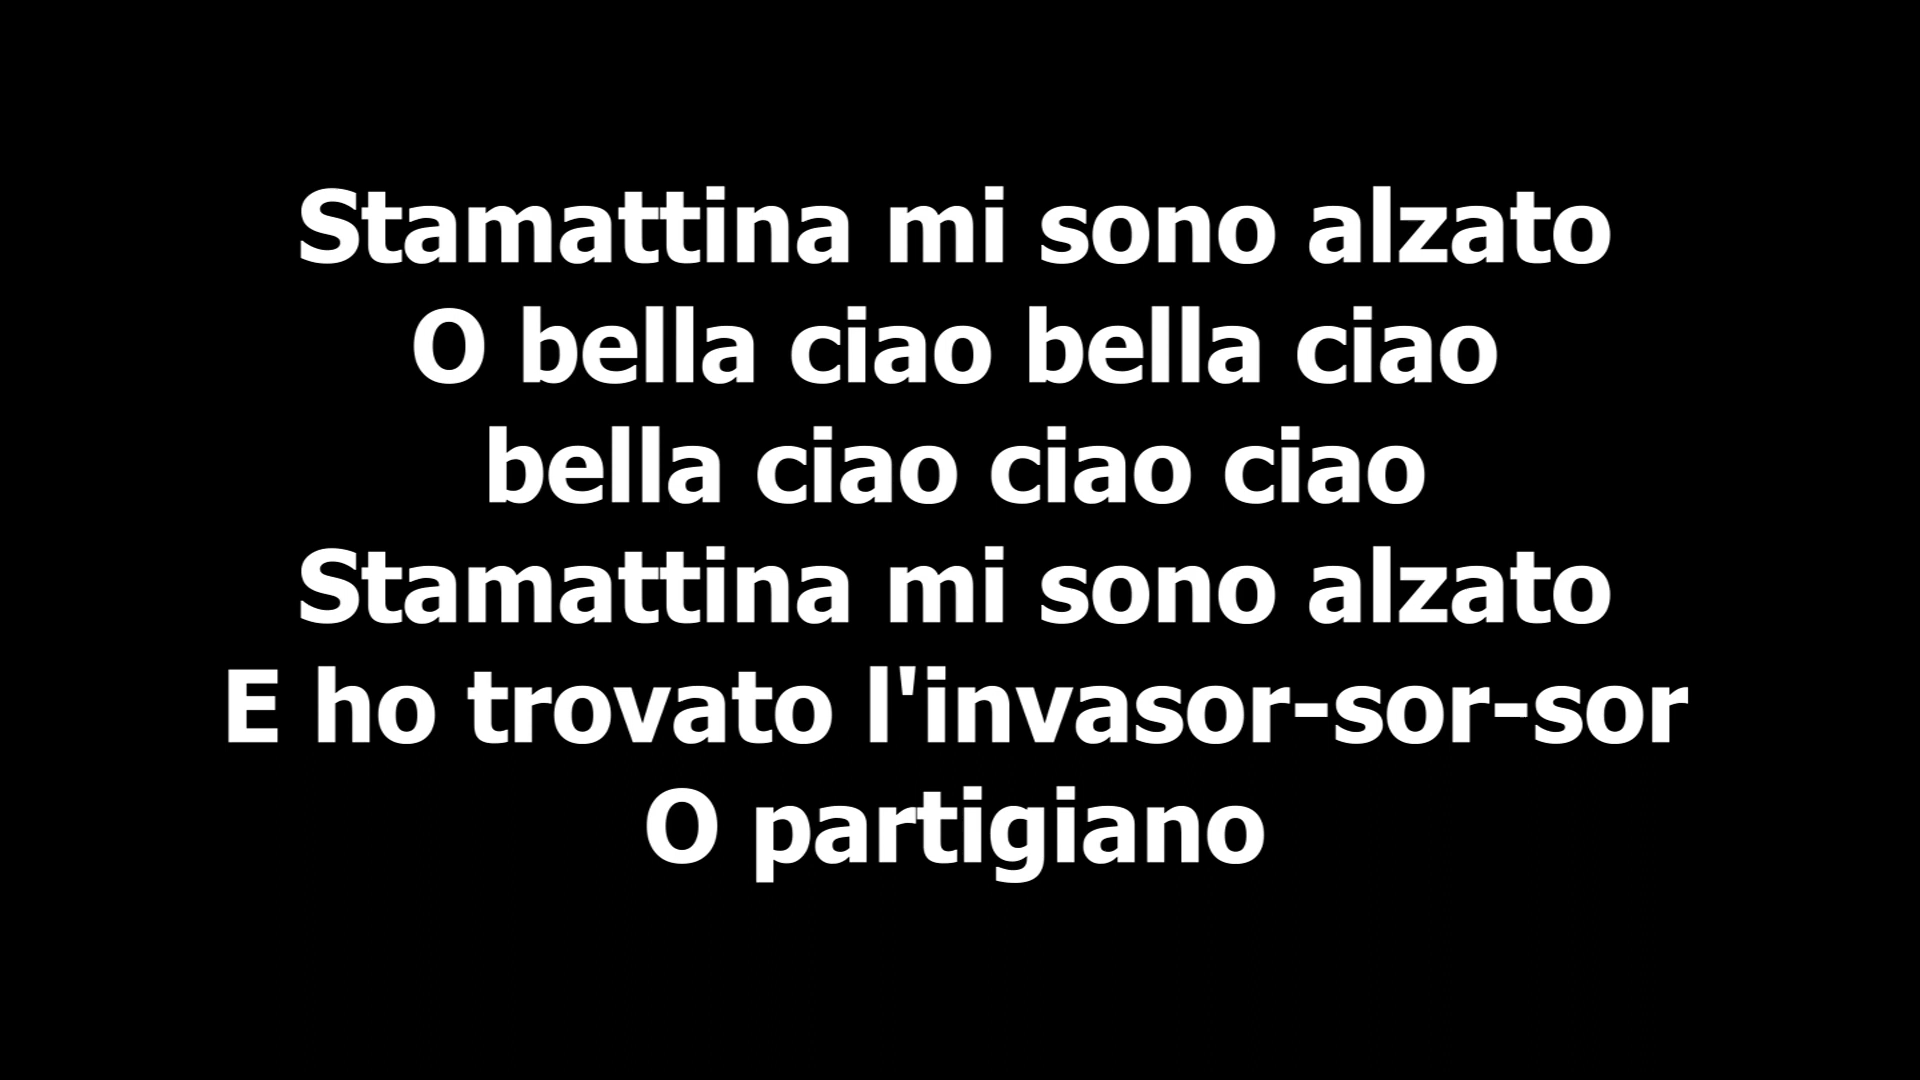 Stamattina mi sono alzato
O bella ciao bella ciao
bella ciao ciao ciao
Stamattina mi sono alzato
E ho trovato l'invasor-sor-sor
O partigiano